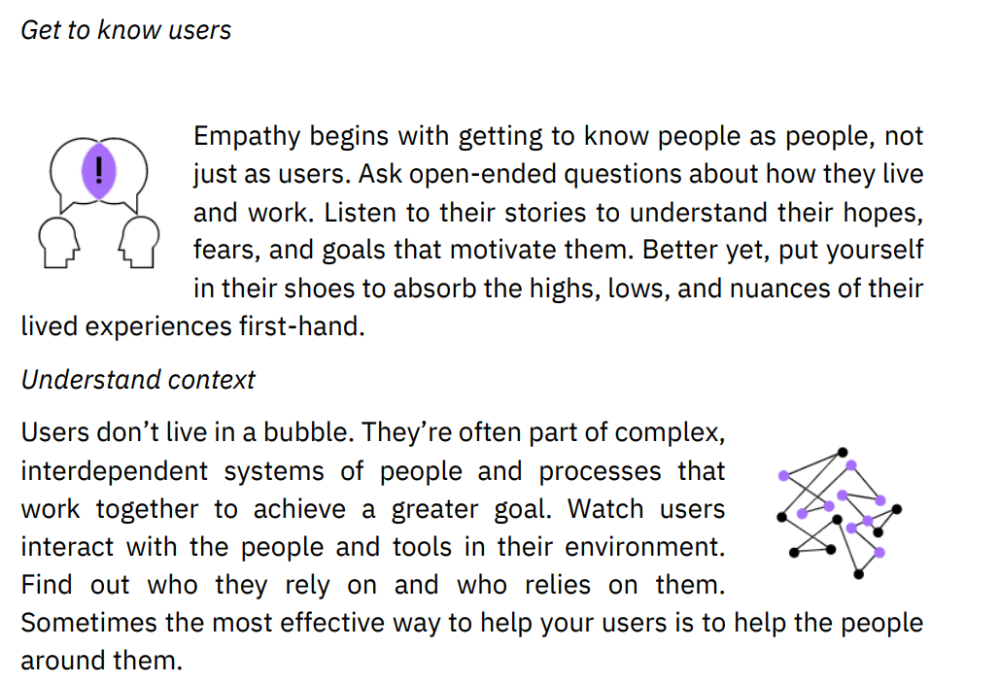 Get to know users
!
Empathy begins with getting to know people as people, not
just as users. Ask open-ended questions about how they live
and work. Listen to their stories to understand their hopes,
fears, and goals that motivate them. Better yet, put yourself
in their shoes to absorb the highs, lows, and nuances of their
lived experiences first-hand.
Understand context
Users don’t live in a bubble. They’re often part of complex,
interdependent systems of people and processes that
work together to achieve a greater goal. Watch users
interact with the people and tools in their environment.
Find out who they rely on and who relies on them.
Sometimes the most effective way to help your users is to help the people
around them.